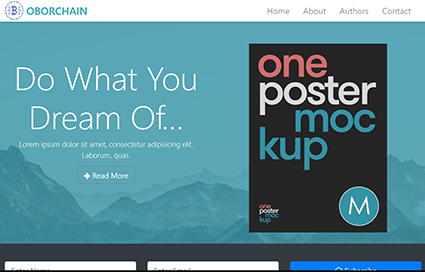 OBORCHAIN
Home About Authors Contact
Do What You
Dream Of...
Lorem ipsum dolor sit amet, consectetur adipisicing elit.
Laborum, quas.
Read More
one
poster
moc
kup
one
poster
moc
kup
M
Enter Name Enter Email Subscribe